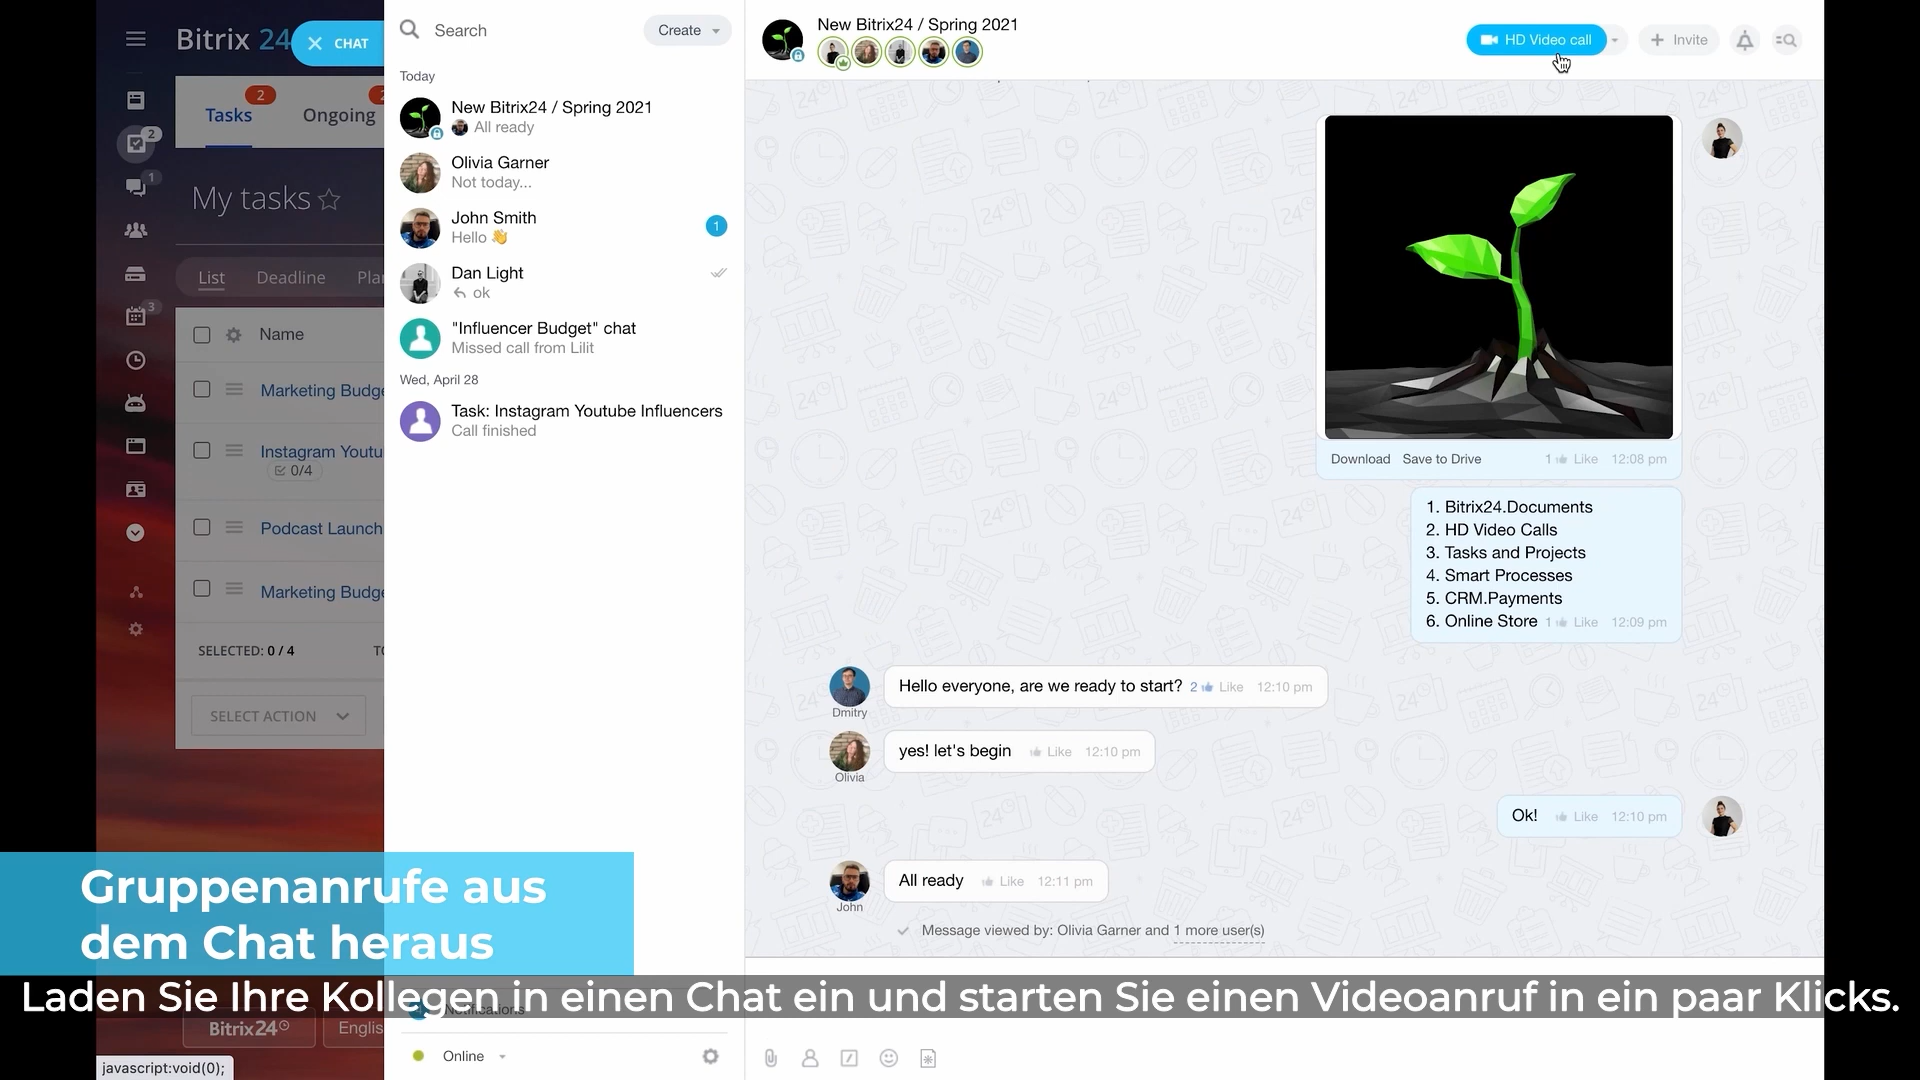 Bitrix 24
CHAT
Search
Create
Today
New Bitrix24 / Spring 2021
All ready
Olivia Garner
Not today...
John Smith
Hello 👋
1
Dan Light
ok
"Influencer Budget" chat
Missed call from Lilit
Wed, April 28
Task: Instagram Youtube Influencers
Call finished
2
1
3
Tasks
2
Ongoing
2
My tasks
List
Deadline
Name
Marketing Budge
Instagram Youtu
0/4
Podcast Launch
Marketing Budge
SELECTED: 0 / 4
SELECT ACTION
New Bitrix24 / Spring 2021
HD Video call
Invite
Download Save to Drive 1 Like 12:08 pm
1. Bitrix24.Documents
2. HD Video Calls
3. Tasks and Projects
4. Smart Processes
5. CRM.Payments
6. Online Store 1 Like 12:09 pm
Hello everyone, are we ready to start? 2 Like 12:10 pm
Dmitry
yes! let's begin Like 12:10 pm
Olivia
Ok! Like 12:10 pm
All ready Like 12:11 pm
John
Message viewed by: Olivia Garner and 1 more user(s)
Gruppenanrufe aus
dem Chat heraus
Laden Sie Ihre Kollegen in einen Chat ein und starten Sie einen Videoanruf in ein paar Klicks.
Notifications
Bitrix24
Englis
Online
javascript:void(0);